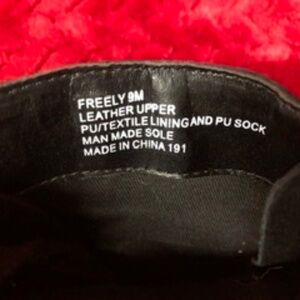 FREELY 9M
LEATHER UPPER
PU/TEXTILE LINING AND PU SOCK
MAN MADE SOLE
MADE IN CHINA 191